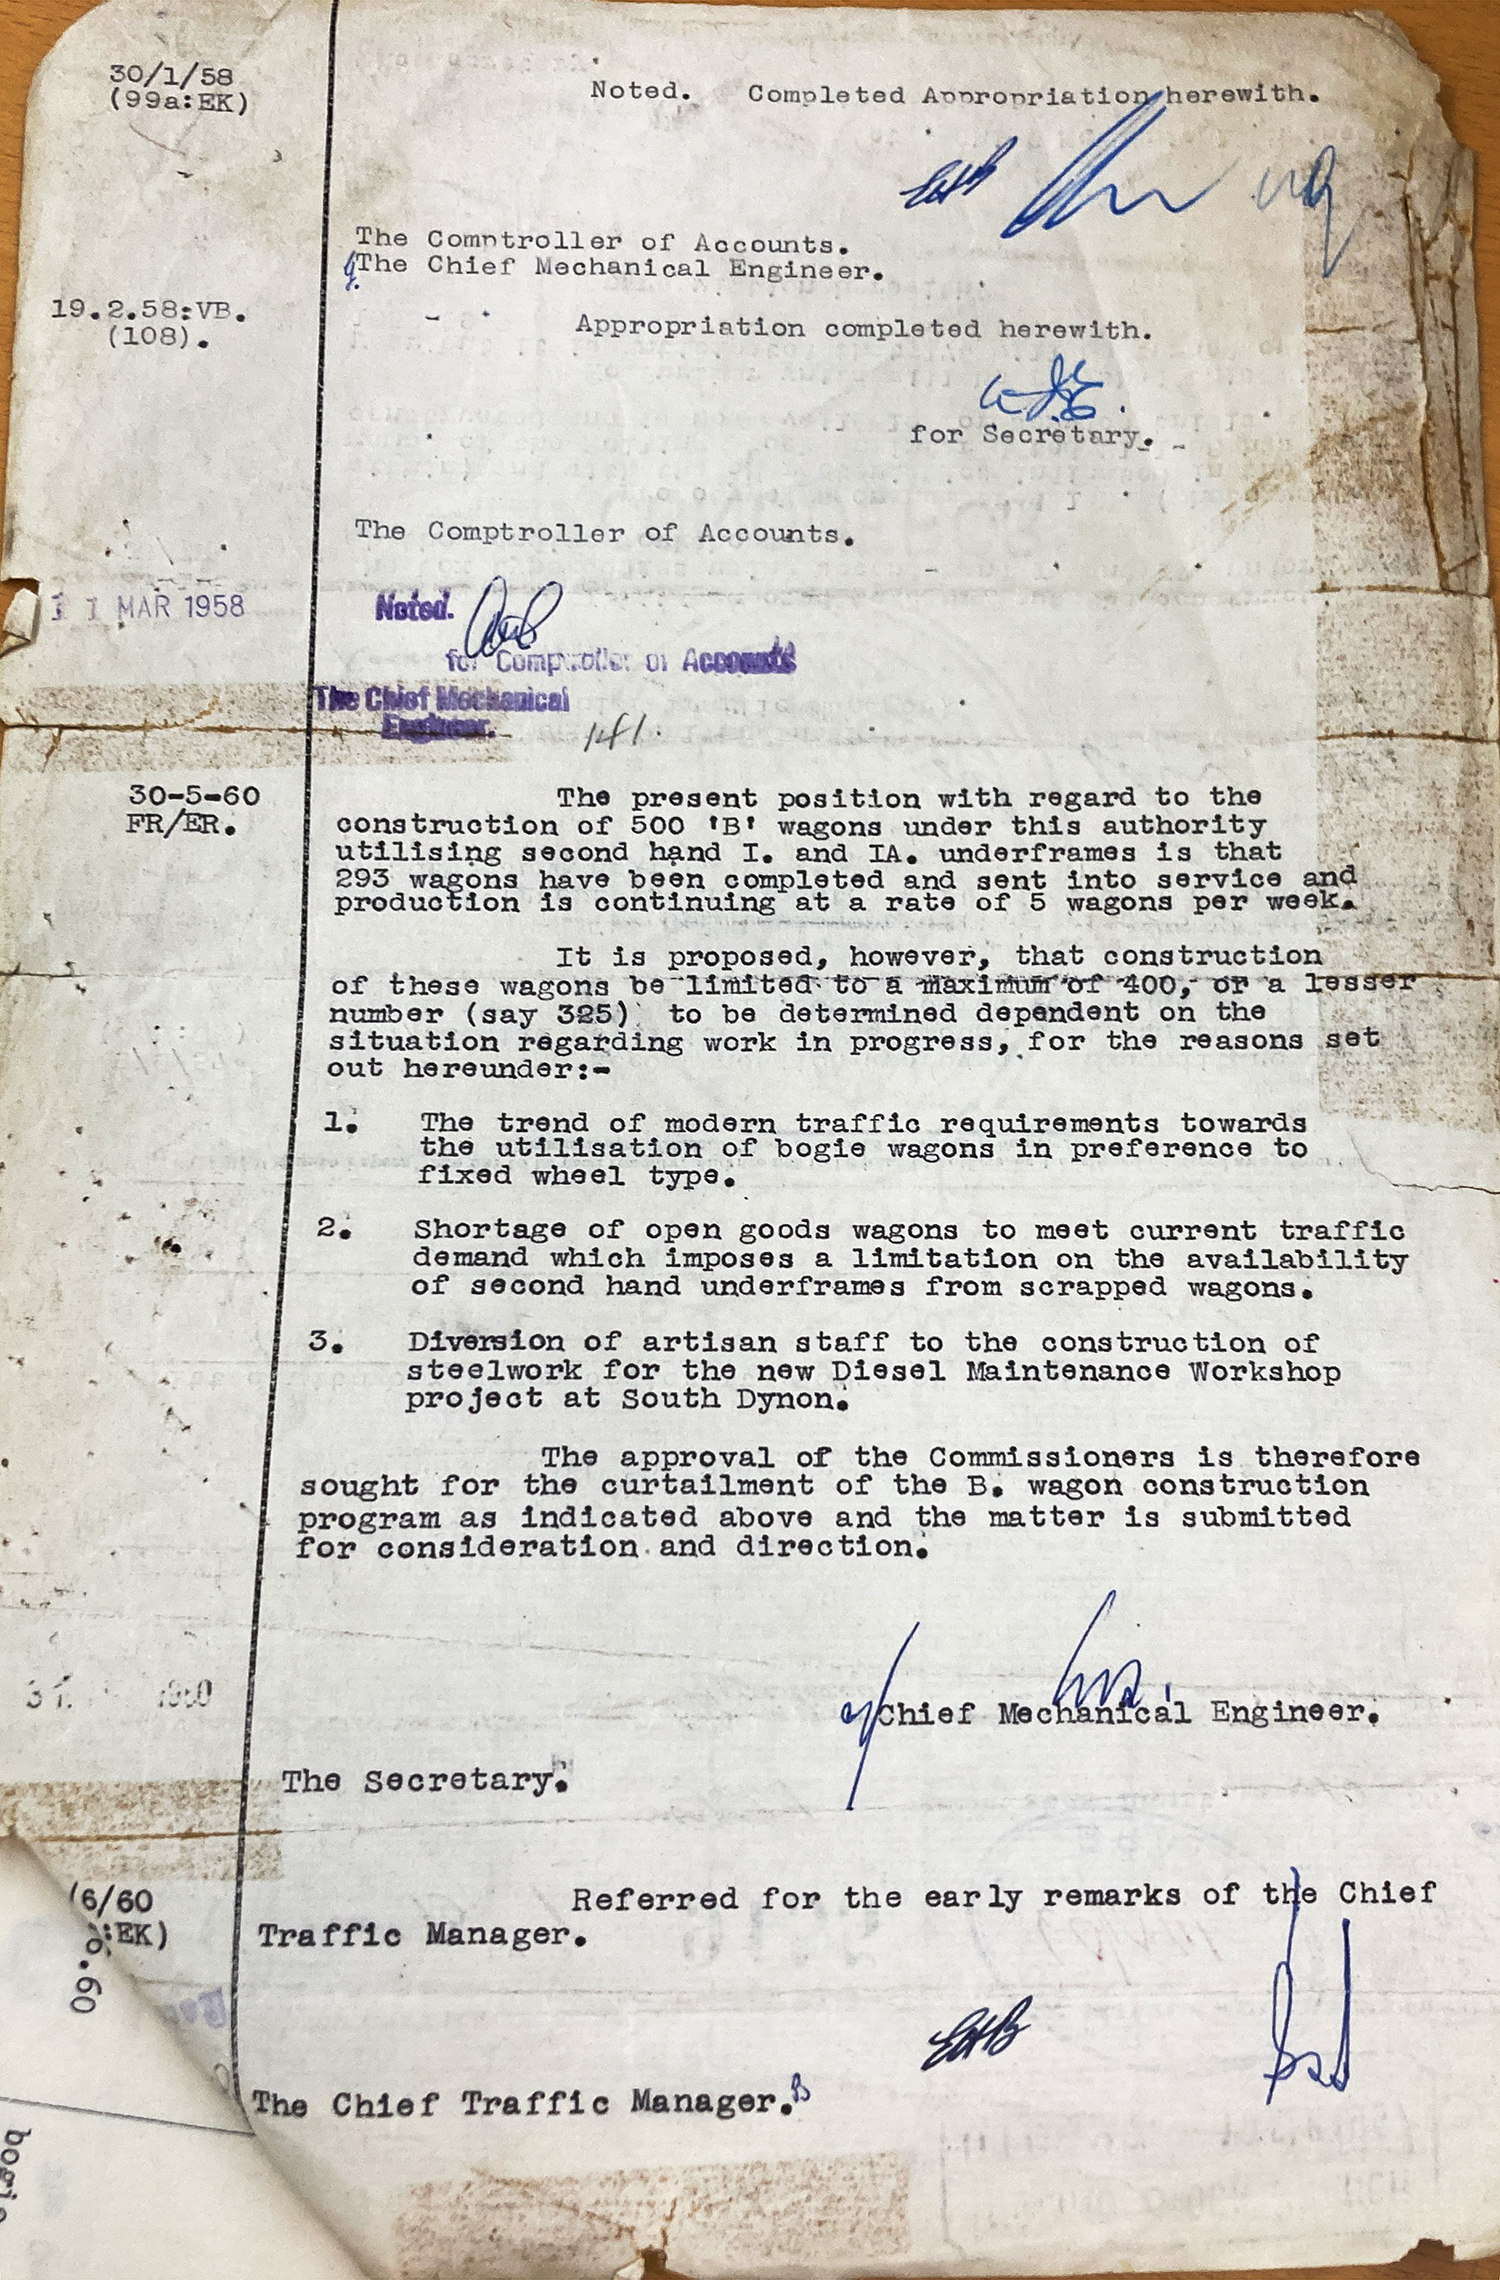 30/1/58
(99a:EK)
Noted. Completed Appropriation herewith.
The Comptroller of Accounts.
The Chief Mechanical Engineer.
19.2.58:VB.
(108).
Appropriation completed herewith.
for Secretary.
The Comptroller of Accounts.
11 MAR 1958
Noted.
for Comptroller of Accounts
The Chief Mechanical
Engineer.
30-5-60
FR/ER.
The present position with regard to the
construction of 500 'B' wagons under this authority
utilising second hand I. and IA. underframes is that
293 wagons have been completed and sent into service and
production is continuing at a rate of 5 wagons per week.
It is proposed, however, that construction
of these wagons be limited to a maximum of 400, or a lesser
number (say 325) to be determined dependent on the
situation regarding work in progress, for the reasons set
out hereunder:-
1. The trend of modern traffic requirements towards
the utilisation of bogie wagons in preference to
fixed wheel type.
2. Shortage of open goods wagons to meet current traffic
demand which imposes a limitation on the availability
of second hand underframes from scrapped wagons.
3. Diversion of artisan staff to the construction of
steelwork for the new Diesel Maintenance Workshop
project at South Dynon.
The approval of the Commissioners is therefore
sought for the curtailment of the B. wagon construction
program as indicated above and the matter is submitted
for consideration and direction.
31. 1960
Chief Mechanical Engineer.
The Secretary.
6/60
:EK)
Referred for the early remarks of the Chief
Traffic Manager.
EHB
The Chief Traffic Manager.
60
bogie